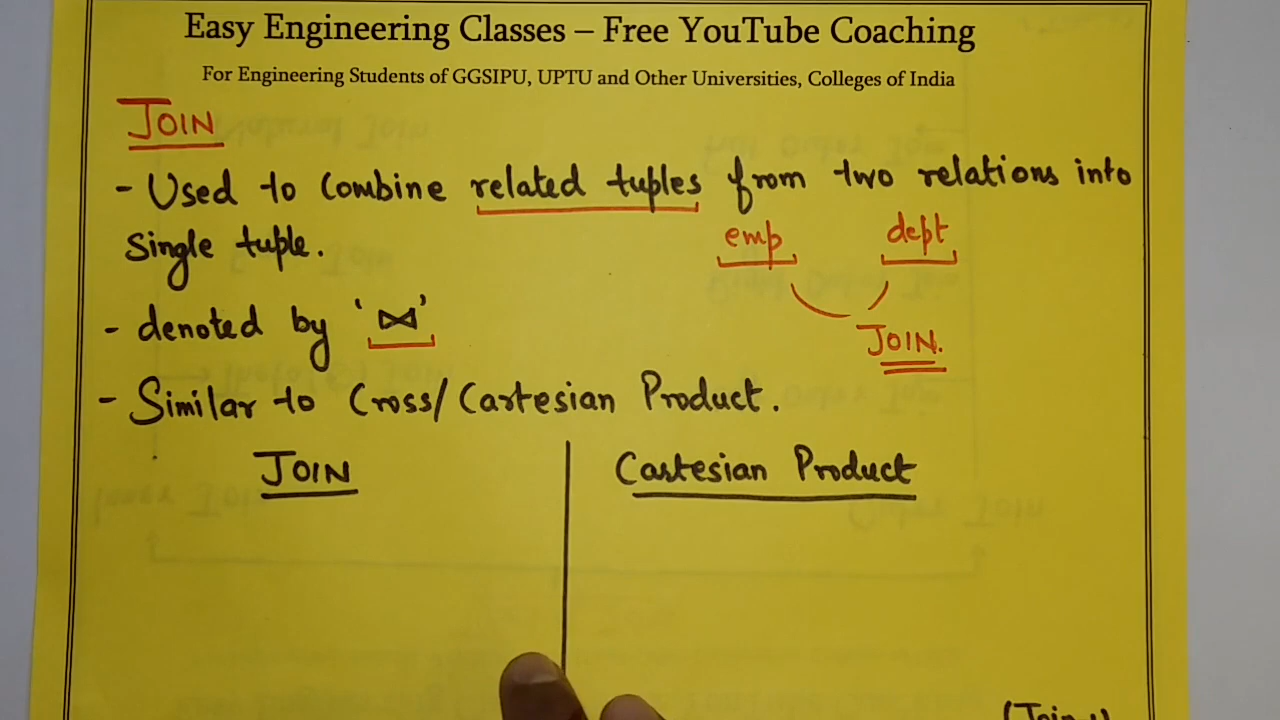 Easy Engineering Classes – Free YouTube Coaching
For Engineering Students of GGSIPU, UPTU and Other Universities, Colleges of India
JOIN
- Used to Combine related tuples from two relations into
Single tuple.
emp dept
- denoted by '⋈'
JOIN.
- Similar to Cross/Cartesian Product.
JOIN Cartesian Product